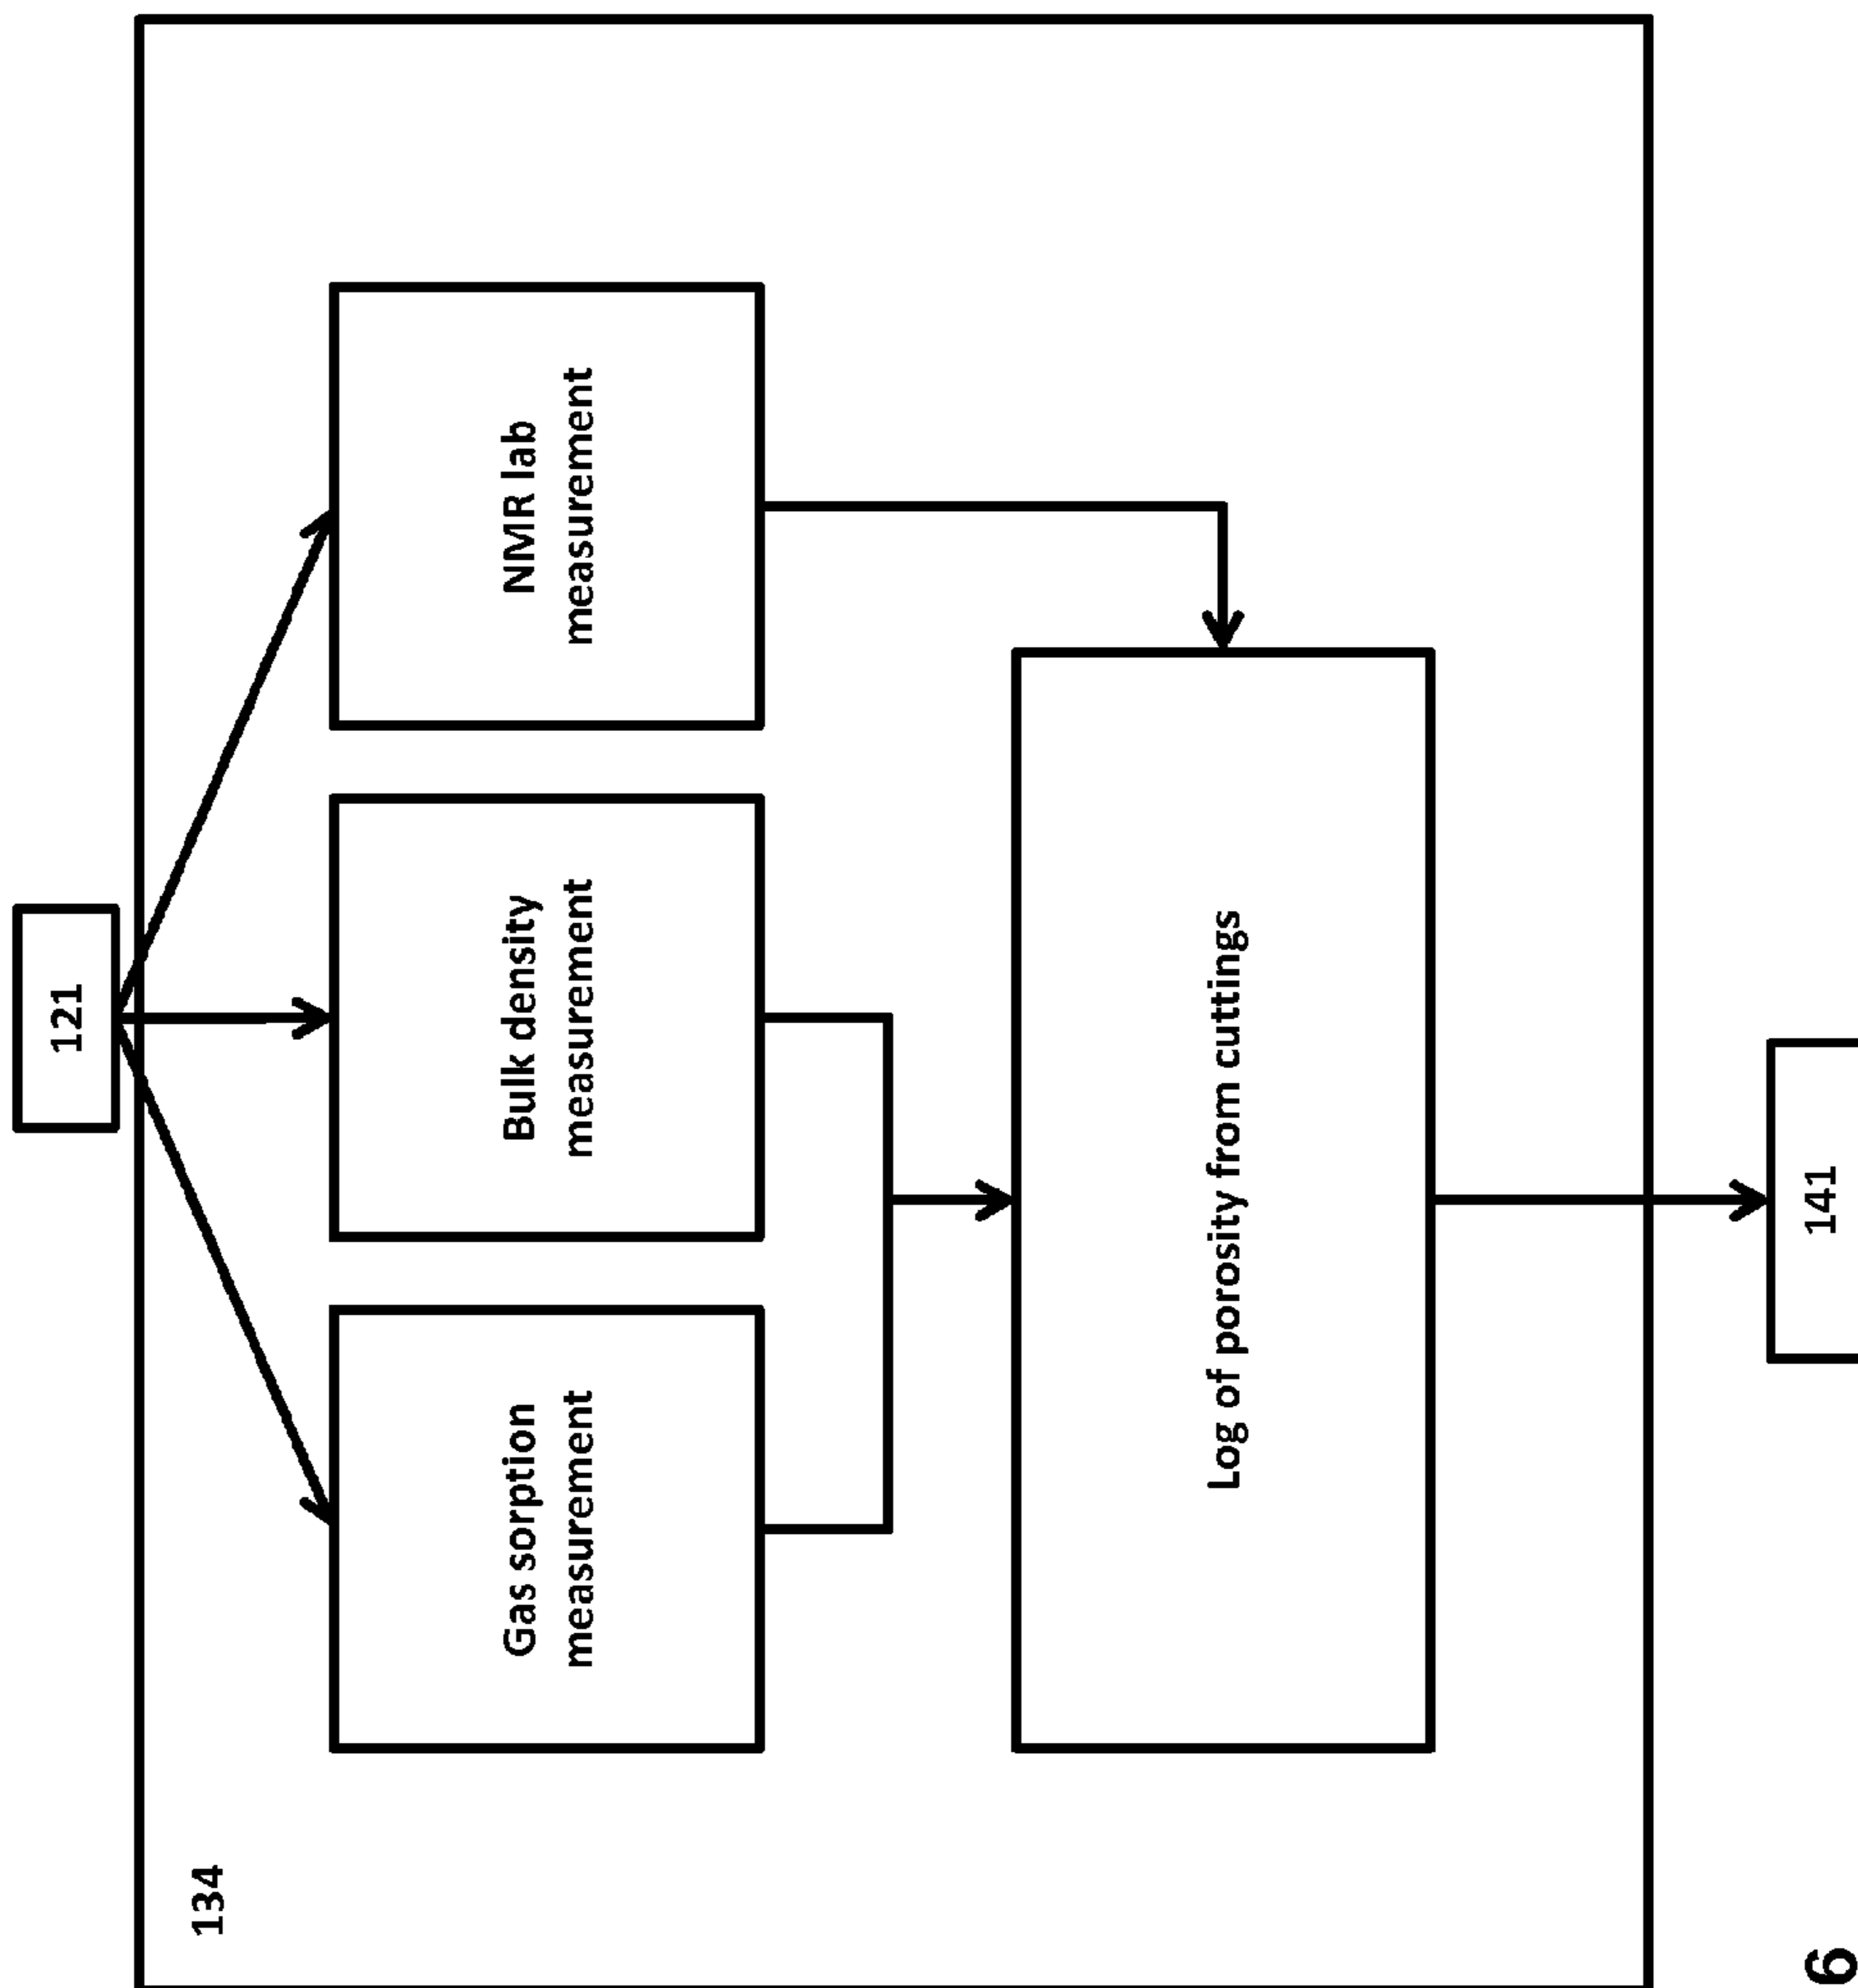 121
134
Gas sorption
measurement
Bulk density
measurement
NMR lab
measurement
Log of porosity from cuttings
141
6